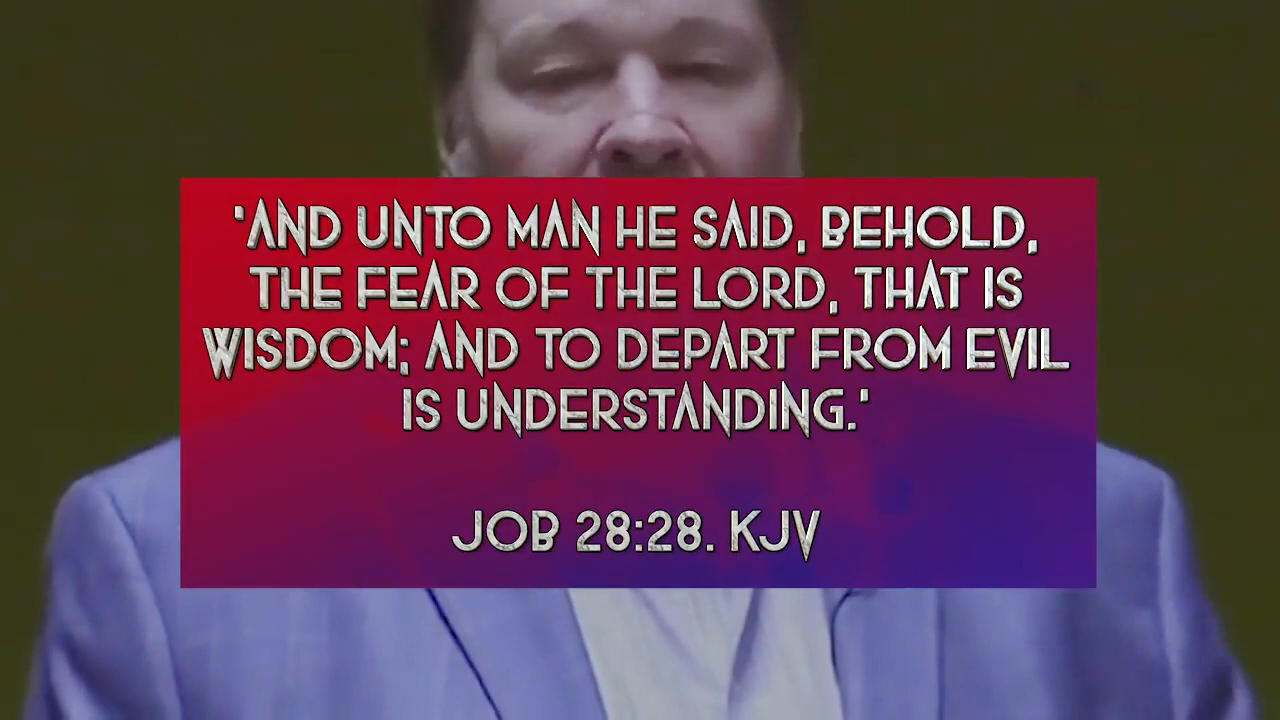 'AND UNTO MAN HE SAID, BEHOLD,
THE FEAR OF THE LORD, THAT IS
WISDOM; AND TO DEPART FROM EVIL
IS UNDERSTANDING.'
JOB 28:28. KJV